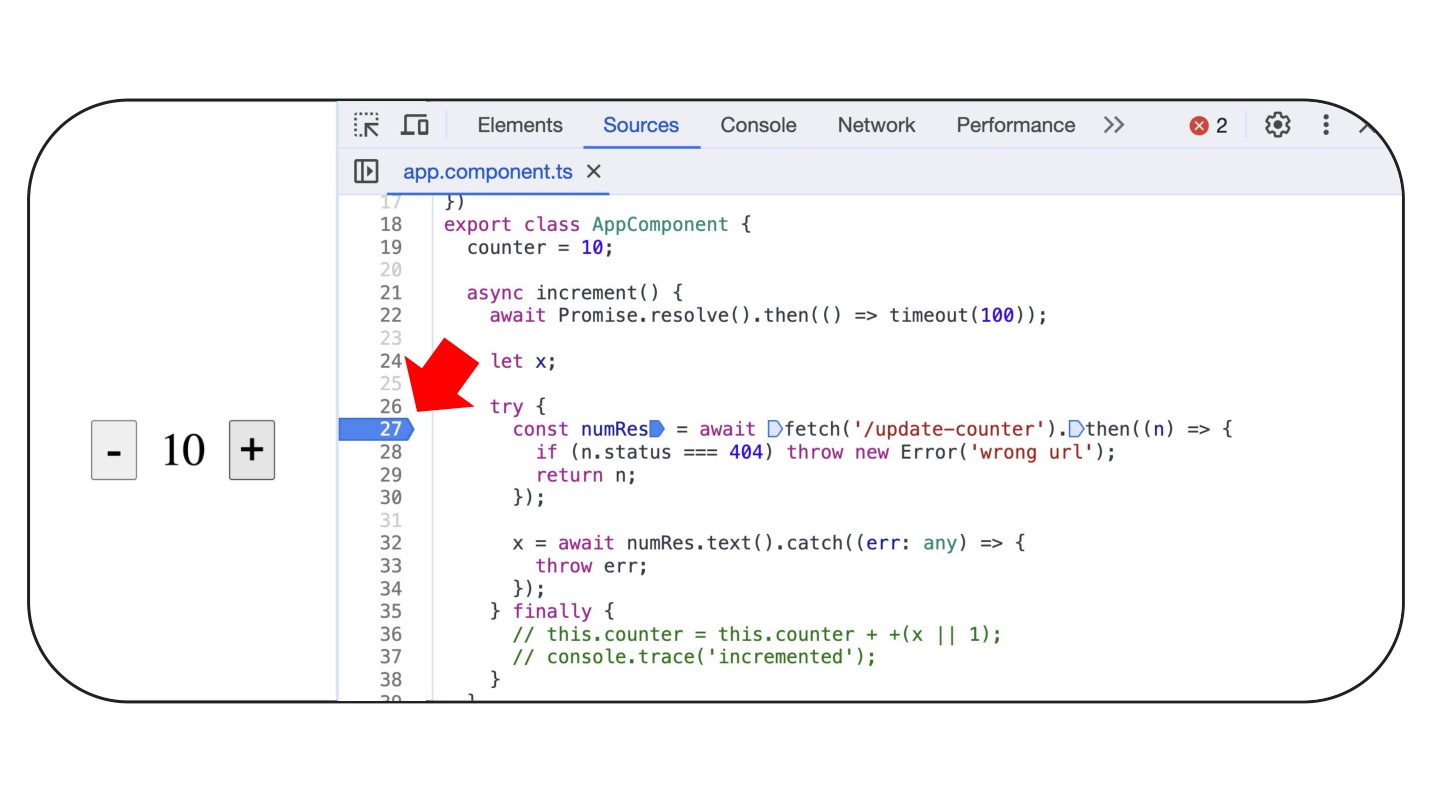 Elements Sources Console Network Performance 2
app.component.ts
- 10 +
17 })
18 export class AppComponent {
19 counter = 10;
20
21 async increment() {
22 await Promise.resolve().then(() => timeout(100));
23
24 let x;
25
26 try {
27 const numRes = await fetch('/update-counter').then((n) => {
28 if (n.status === 404) throw new Error('wrong url');
29 return n;
30 });
31
32 x = await numRes.text().catch((err: any) => {
33 throw err;
34 });
35 } finally {
36 // this.counter = this.counter + +(x || 1);
37 // console.trace('incremented');
38 }
39 }